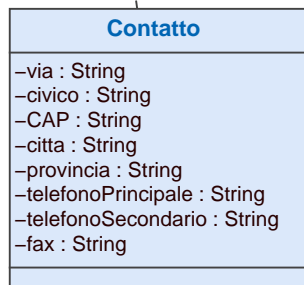 Contatto
–via : String
–civico : String
–CAP : String
–citta : String
–provincia : String
–telefonoPrincipale : String
–telefonoSecondario : String
–fax : String